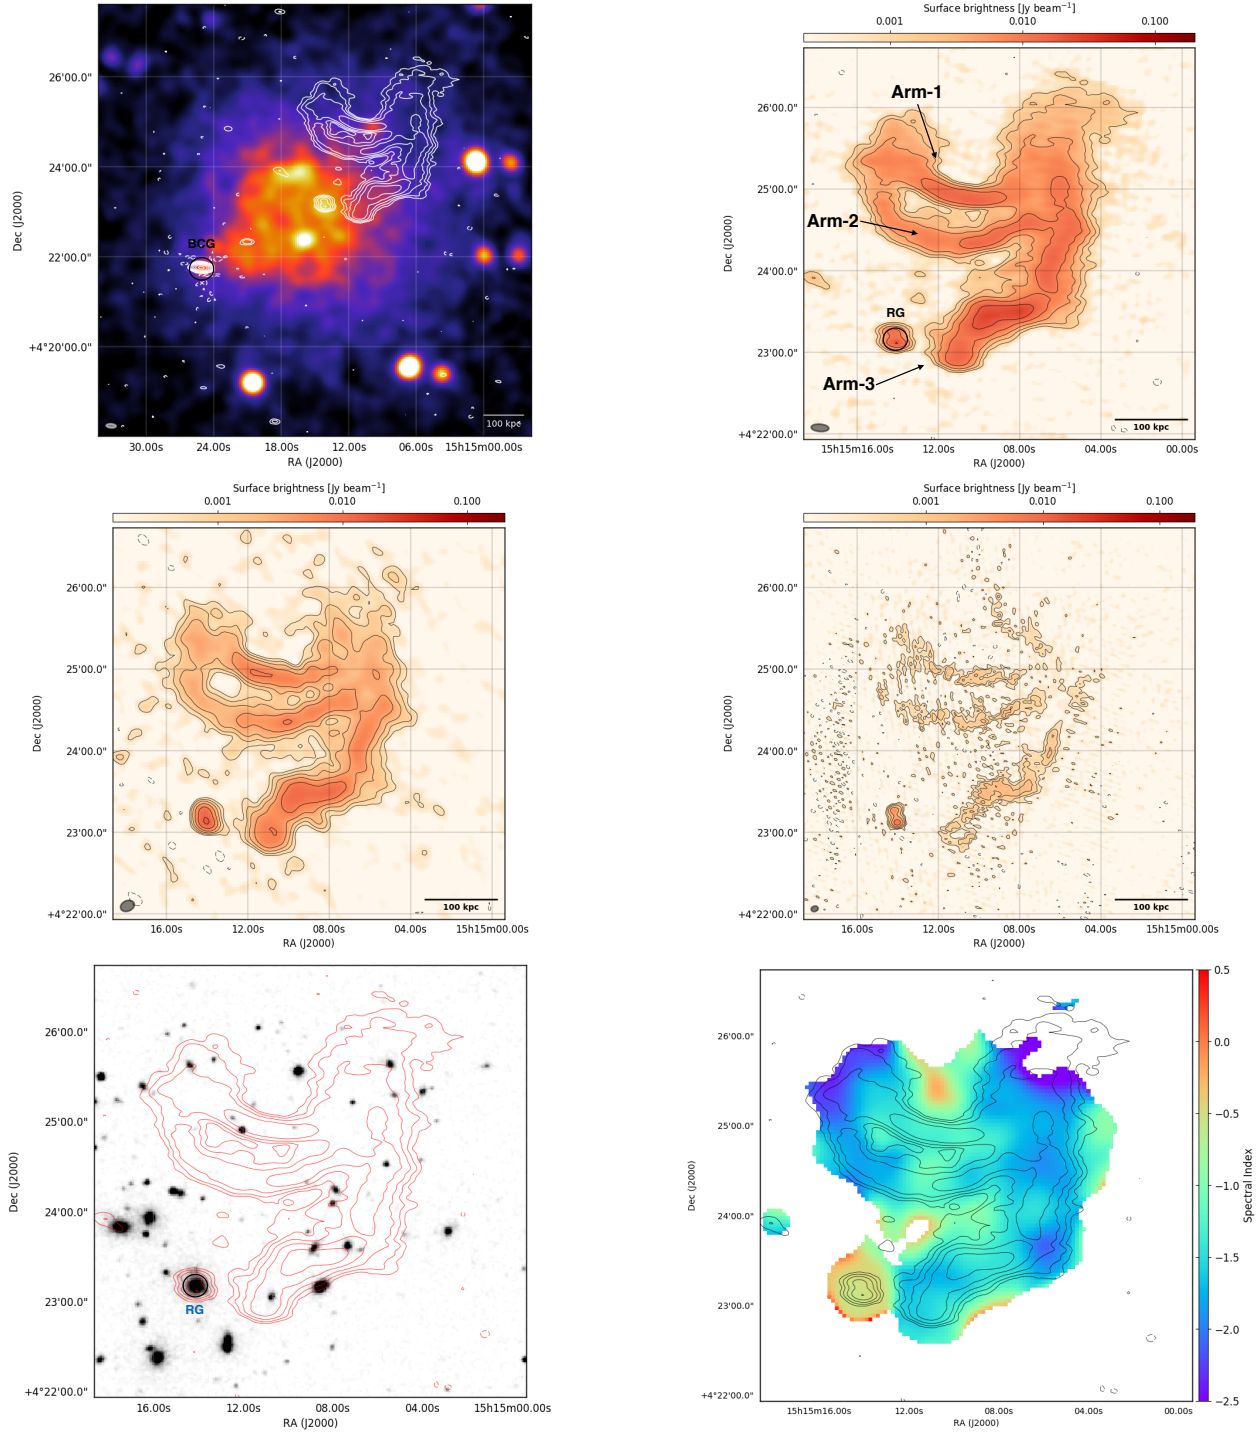 26'00.0"
24'00.0"
22'00.0"
+4°20'00.0"
Dec (J2000)
BCG
100 kpc
30.00s 24.00s 18.00s 12.00s 06.00s 15h15m00.00s
RA (J2000)
Surface brightness [Jy beam⁻¹]
0.001 0.010 0.100
26'00.0"
25'00.0"
24'00.0"
23'00.0"
+4°22'00.0"
Dec (J2000)
Arm-1
Arm-2
RG
Arm-3
100 kpc
15h15m16.00s 12.00s 08.00s 04.00s 00.00s
RA (J2000)
Surface brightness [Jy beam⁻¹]
0.001 0.010 0.100
26'00.0"
25'00.0"
24'00.0"
23'00.0"
+4°22'00.0"
Dec (J2000)
100 kpc
16.00s 12.00s 08.00s 04.00s 15h15m00.00s
RA (J2000)
Surface brightness [Jy beam⁻¹]
0.001 0.010 0.100
26'00.0"
25'00.0"
24'00.0"
23'00.0"
+4°22'00.0"
Dec (J2000)
100 kpc
16.00s 12.00s 08.00s 04.00s 15h15m00.00s
RA (J2000)
26'00.0"
25'00.0"
24'00.0"
23'00.0"
+4°22'00.0"
Dec (J2000)
RG
16.00s 12.00s 08.00s 04.00s 15h15m00.00s
RA (J2000)
26'00.0"
25'00.0"
24'00.0"
23'00.0"
+4°22'00.0"
Dec (J2000)
15h15m16.00s 12.00s 08.00s 04.00s 00.00s
RA (J2000)
0.5
0.0
−0.5
−1.0
−1.5
−2.0
−2.5
Spectral Index